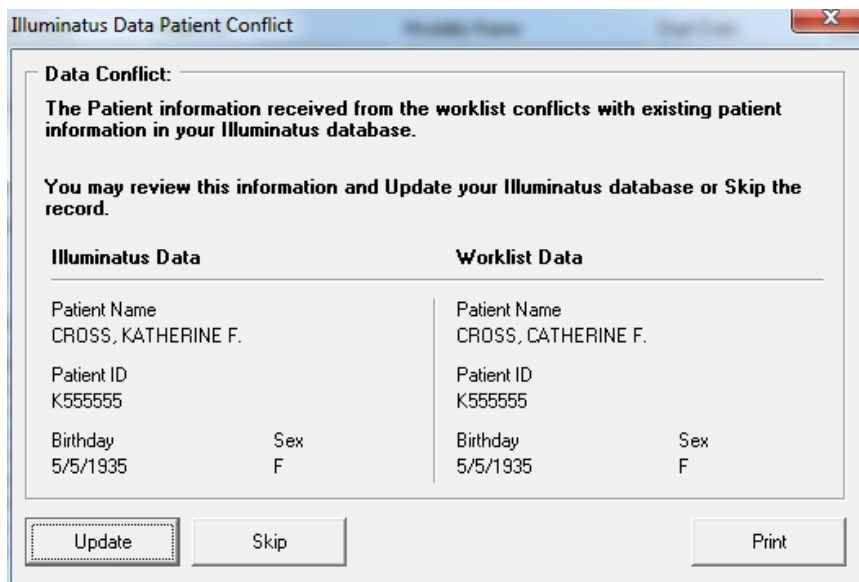 Illuminatus Data Patient Conflict
Data Conflict:
The Patient information received from the worklist conflicts with existing patient
information in your Illuminatus database.
You may review this information and Update your Illuminatus database or Skip the
record.
Illuminatus Data
Worklist Data
Patient Name
CROSS, KATHERINE F.
Patient ID
K555555
Birthday Sex
5/5/1935 F
Patient Name
CROSS, CATHERINE F.
Patient ID
K555555
Birthday Sex
5/5/1935 F
Update
Skip
Print